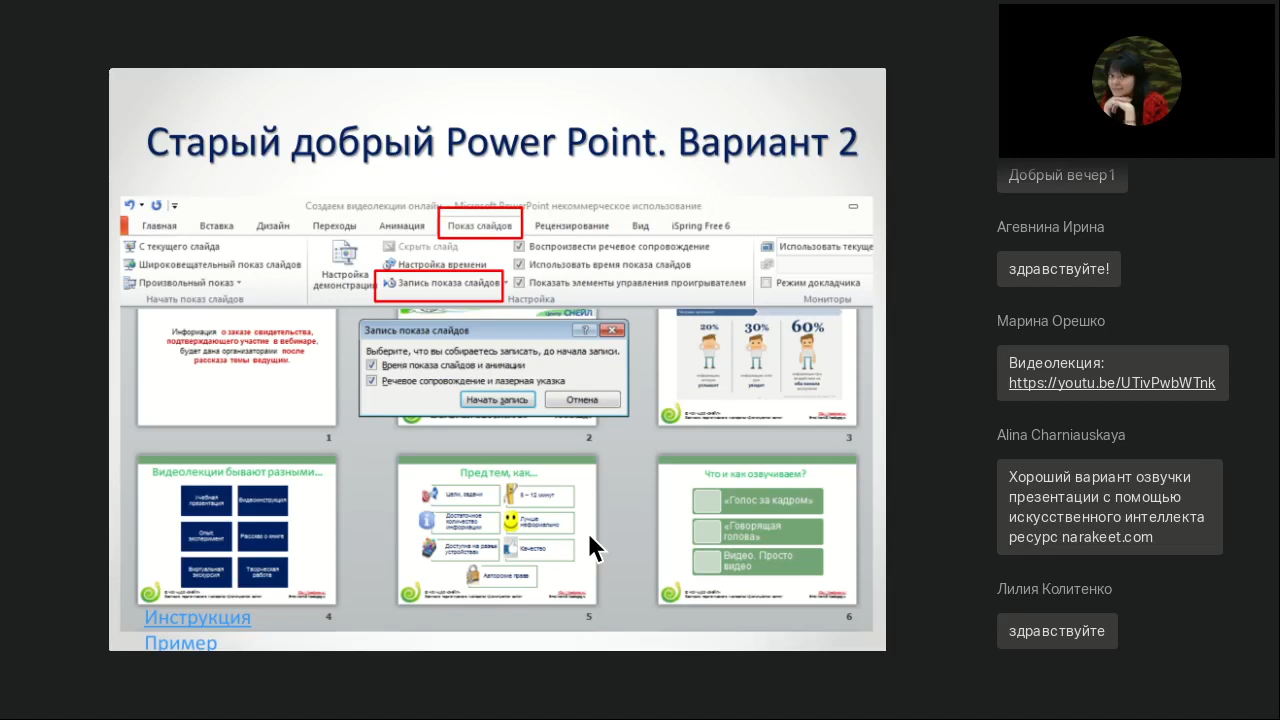 Старый добрый Power Point. Вариант 2
Создаем видеолекции онлайн - Microsoft PowerPoint некоммерческое использование
Главная Вставка Дизайн Переходы Анимация Показ слайдов Рецензирование Вид iSpring Free 6
С текущего слайда
Широковещательный показ слайдов
Произвольный показ
Начать показ слайдов
Настройка
демонстрации
Скрыть слайд
Настройка времени
Запись показа слайдов
Воспроизвести речевое сопровождение
Использовать время показа слайдов
Показать элементы управления проигрывателем
Настройка
Использовать текуще
Режим докладчика
Мониторы
Информация о заказе свидетельства,
подтверждающего участие в вебинаре,
будет дана организаторами после
рассказа темы ведущим.
1
Центр СНЕЙЛ
Запись показа слайдов
Выберите, что вы собираетесь записать, до начала записи.
Время показа слайдов и анимации
Речевое сопровождение и лазерная указка
Начать запись Отмена
2
20% 30% 60%
3
Видеолекции бывают разными...
Учебная
презентация
Видеоинструкция
Опыт,
эксперимент
Рассказ о книге
Виртуальная
экскурсия
Творческая
работа
4
Пред тем, как...
Цели, задачи
8 – 12 минут
Достаточное
количество
информации
Лучше
неформально
Доступна на разных
устройствах
Качество
Авторские права
5
Что и как озвучиваем?
«Голос за кадром»
«Говорящая
голова»
Видео. Просто
видео
6
Инструкция
Пример
Добрый вечер1
Агевнина Ирина
здравствуйте!
Марина Орешко
Видеолекция:
https://youtu.be/UTivPwbWTnk
Alina Charniauskaya
Хороший вариант озвучки
презентации с помощью
искусственного интеллекта
ресурс narakeet.com
Лилия Колитенко
здравствуйте